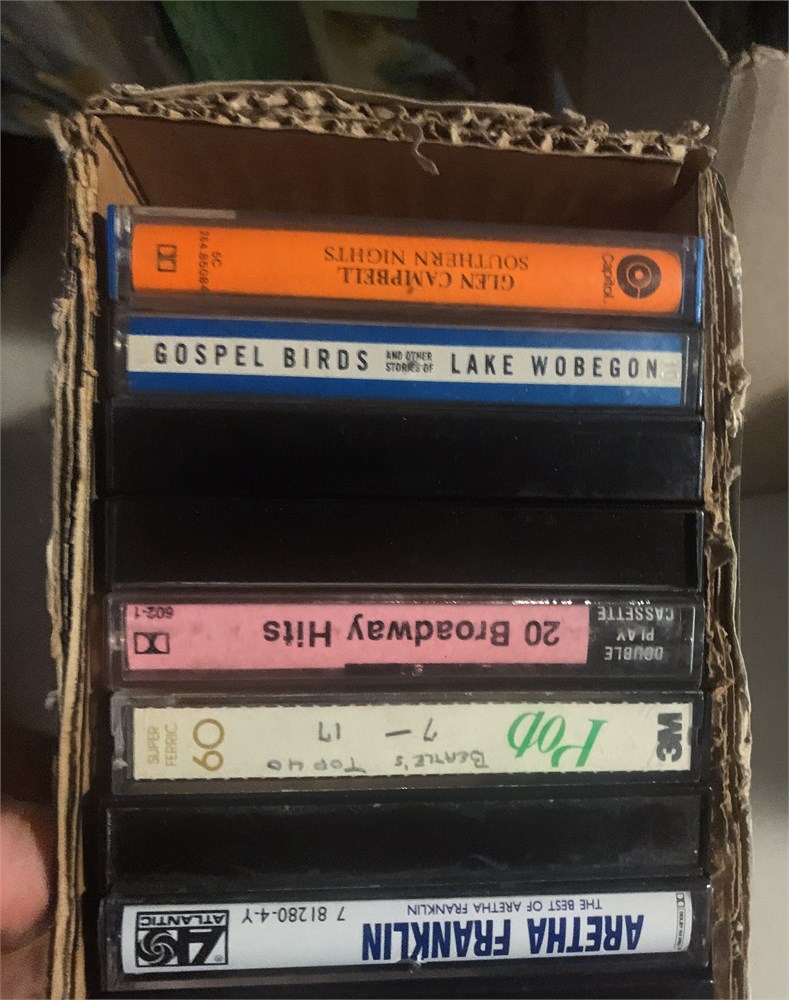 Capitol
GLEN CAMPBELL
SOUTHERN NIGHTS
5C
GOSPEL BIRDS AND OTHER STORIES OF LAKE WOBEGON
DOUBLE
PLAY
CASSETTE
20 Broadway Hits
602-1
3M
Pop
BEATLE'S TOP 40
7 — 17
60
SUPER
FERRIC
ARETHA FRANKLIN
THE BEST OF ARETHA FRANKLIN
7 81280-4-Y
ATLANTIC